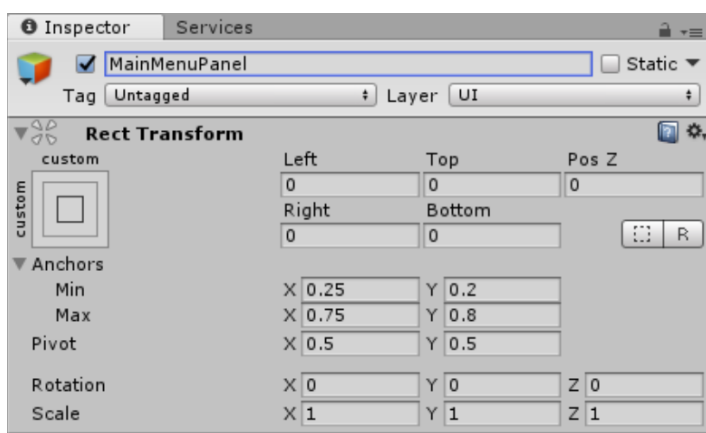 Inspector Services
MainMenuPanel Static
Tag Untagged Layer UI
Rect Transform
custom Left Top Pos Z
custom
0 0 0
Right Bottom
0 0 R
Anchors
Min X 0.25 Y 0.2
Max X 0.75 Y 0.8
Pivot X 0.5 Y 0.5
Rotation X 0 Y 0 Z 0
Scale X 1 Y 1 Z 1